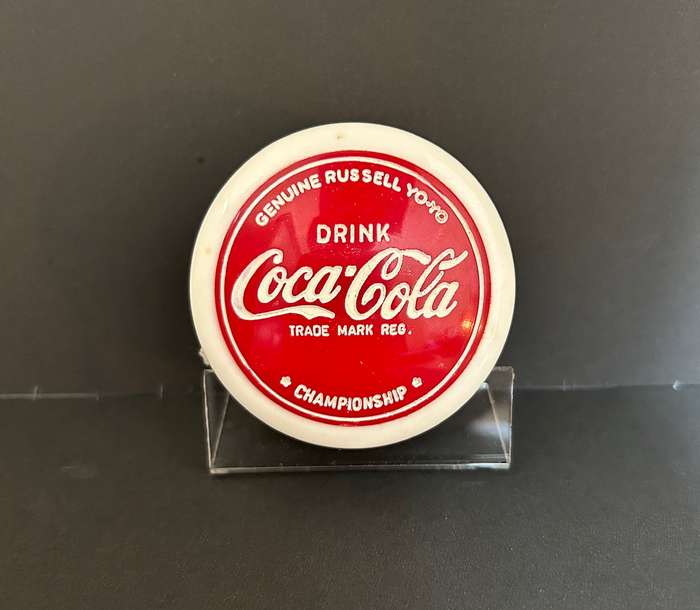 GENUINE RUSSELL YO-YO
DRINK
Coca-Cola
TRADE MARK REG.
CHAMPIONSHIP